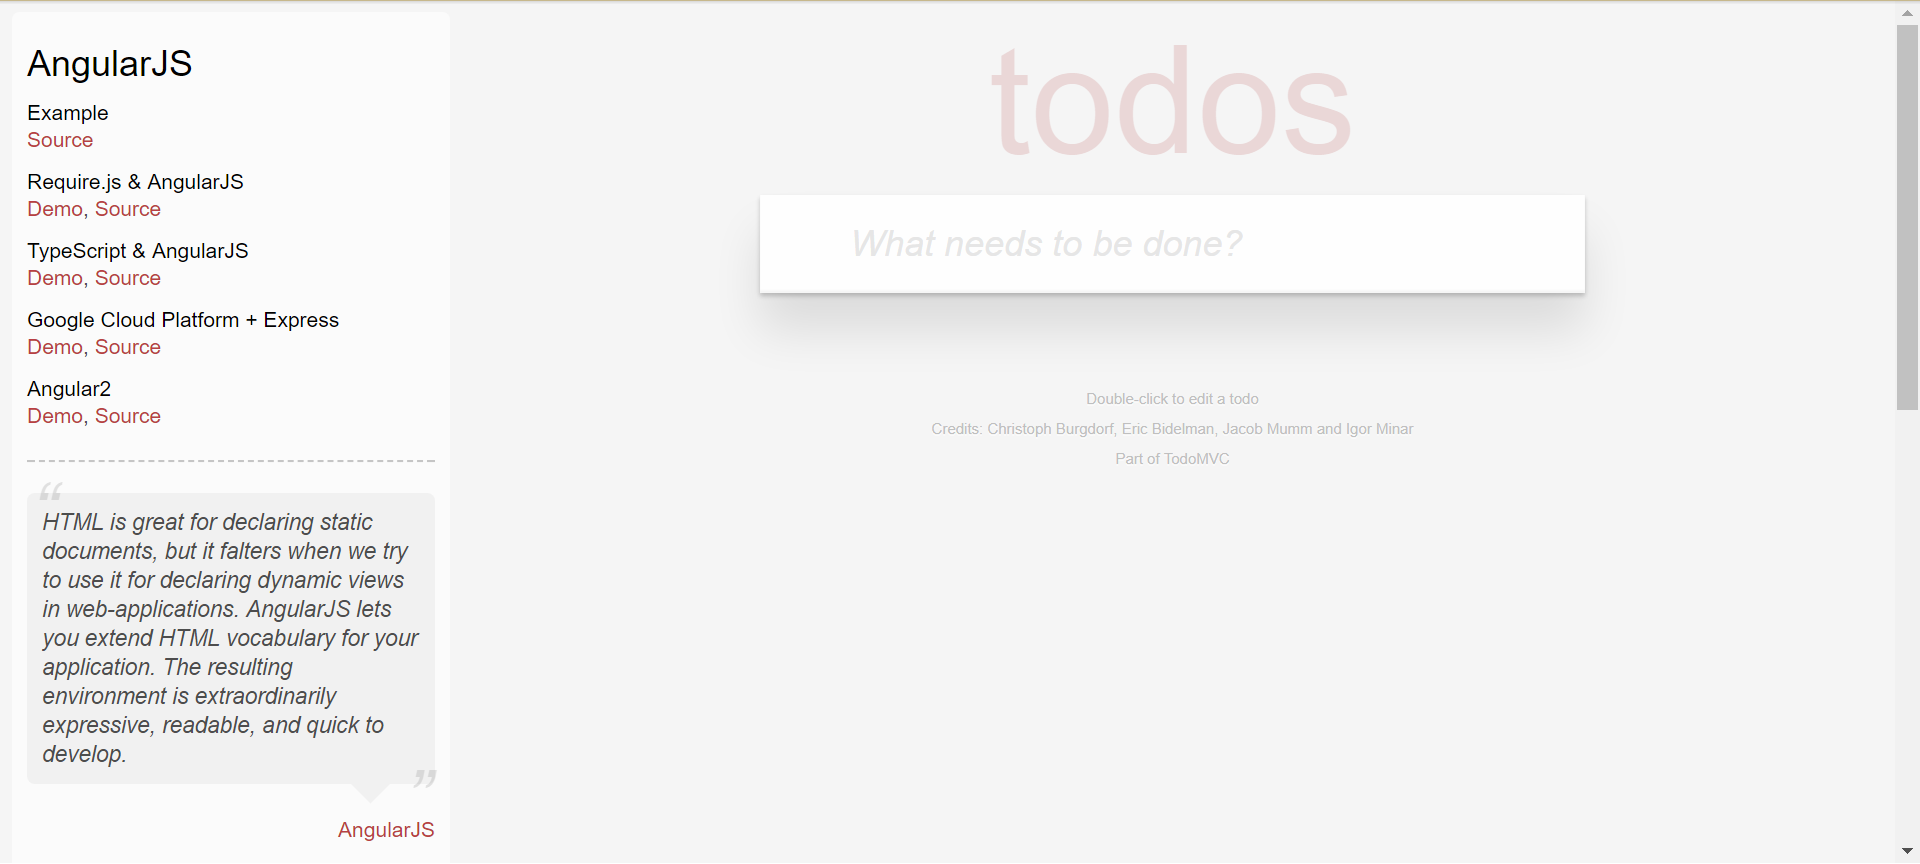 AngularJS
Example
Source
Require.js & AngularJS
Demo, Source
TypeScript & AngularJS
Demo, Source
Google Cloud Platform + Express
Demo, Source
Angular2
Demo, Source
“
HTML is great for declaring static
documents, but it falters when we try
to use it for declaring dynamic views
in web-applications. AngularJS lets
you extend HTML vocabulary for your
application. The resulting
environment is extraordinarily
expressive, readable, and quick to
develop.
”
AngularJS
todos
What needs to be done?
Double-click to edit a todo
Credits: Christoph Burgdorf, Eric Bidelman, Jacob Mumm and Igor Minar
Part of TodoMVC